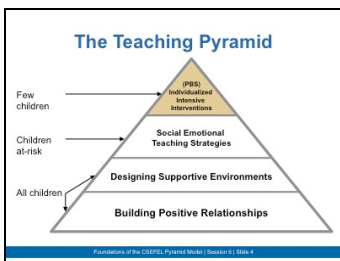 The Teaching Pyramid
Few
children
(PBS)
Individualized
Intensive
Interventions
Children
at-risk
Social Emotional
Teaching Strategies
All children
Designing Supportive Environments
Building Positive Relationships
Foundations of the CSEFEL Pyramid Model | Session 6 | Slide 4